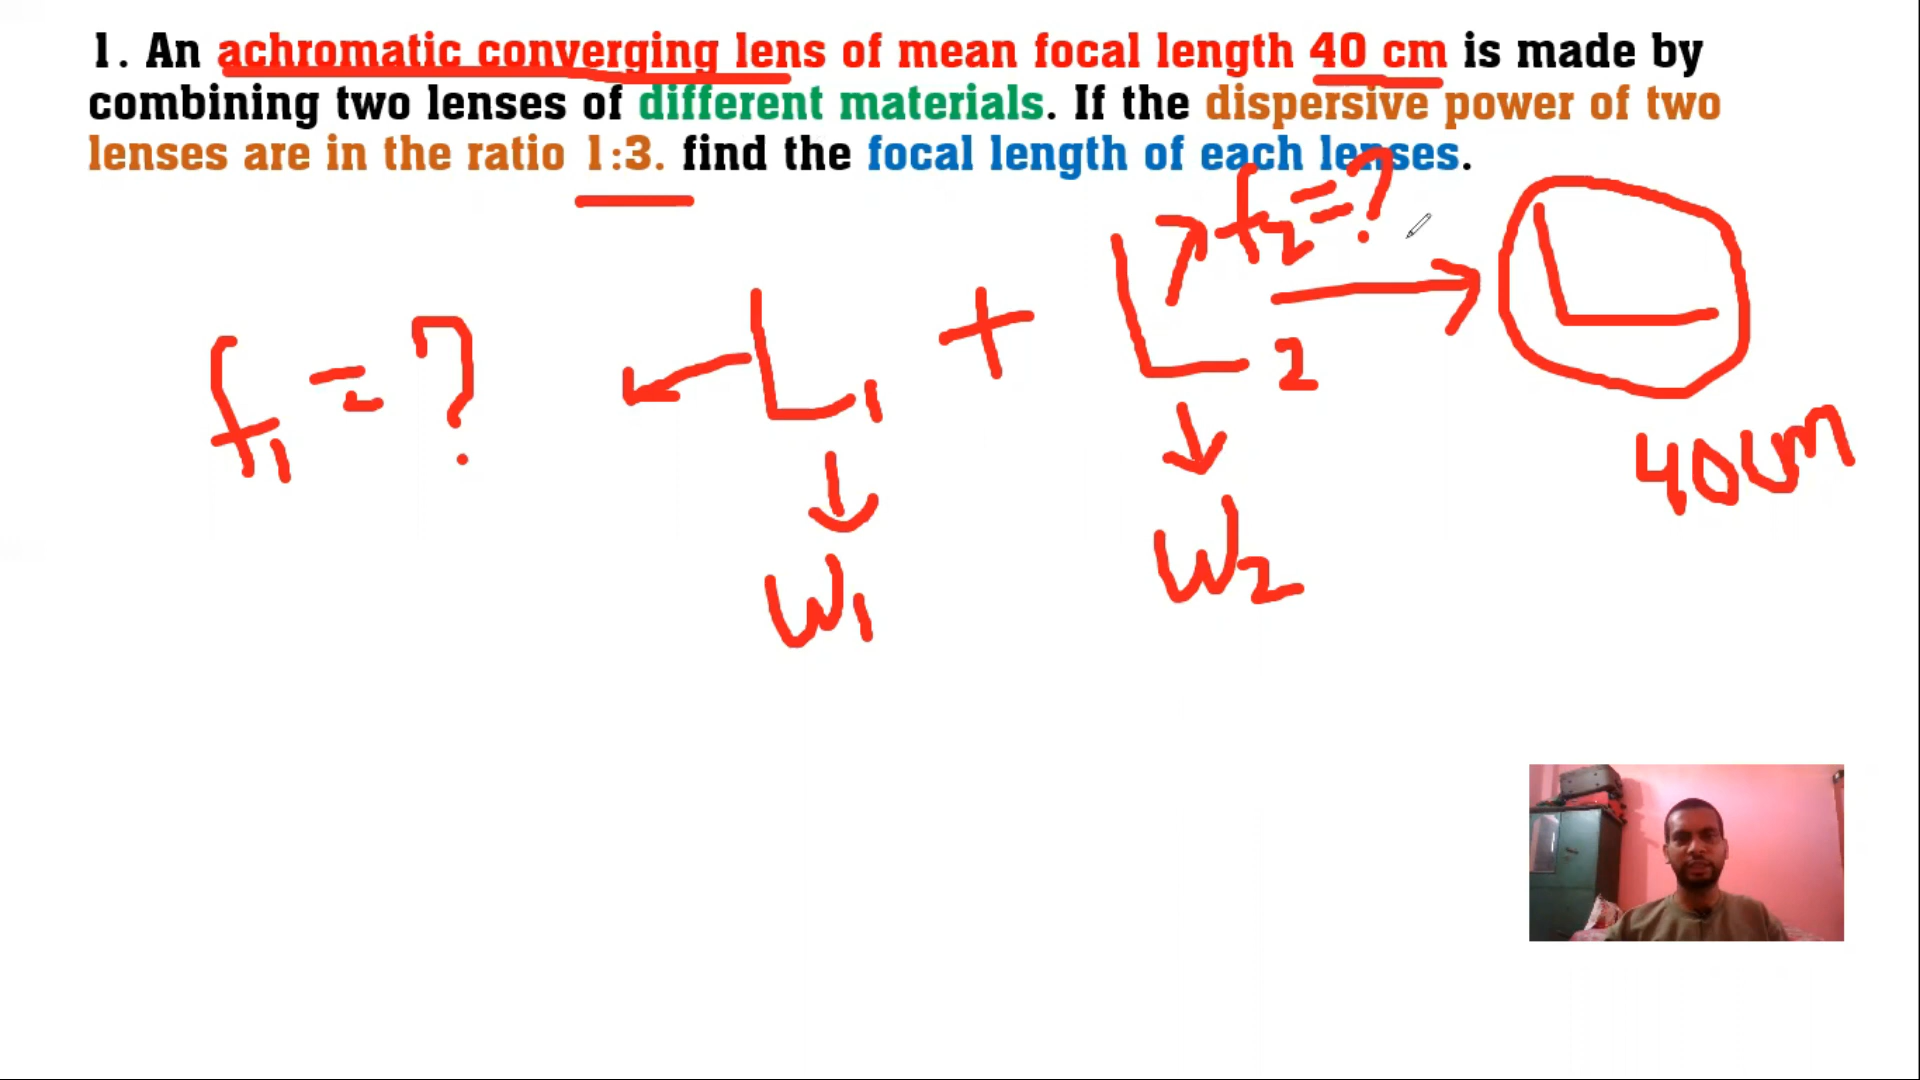 1. An achromatic converging lens of mean focal length 40 cm is made by
combining two lenses of different materials. If the dispersive power of two
lenses are in the ratio 1:3. find the focal length of each lenses.
f₂=?
f₁ = ? L₁ + L₂ L
40cm
W₁ W₂